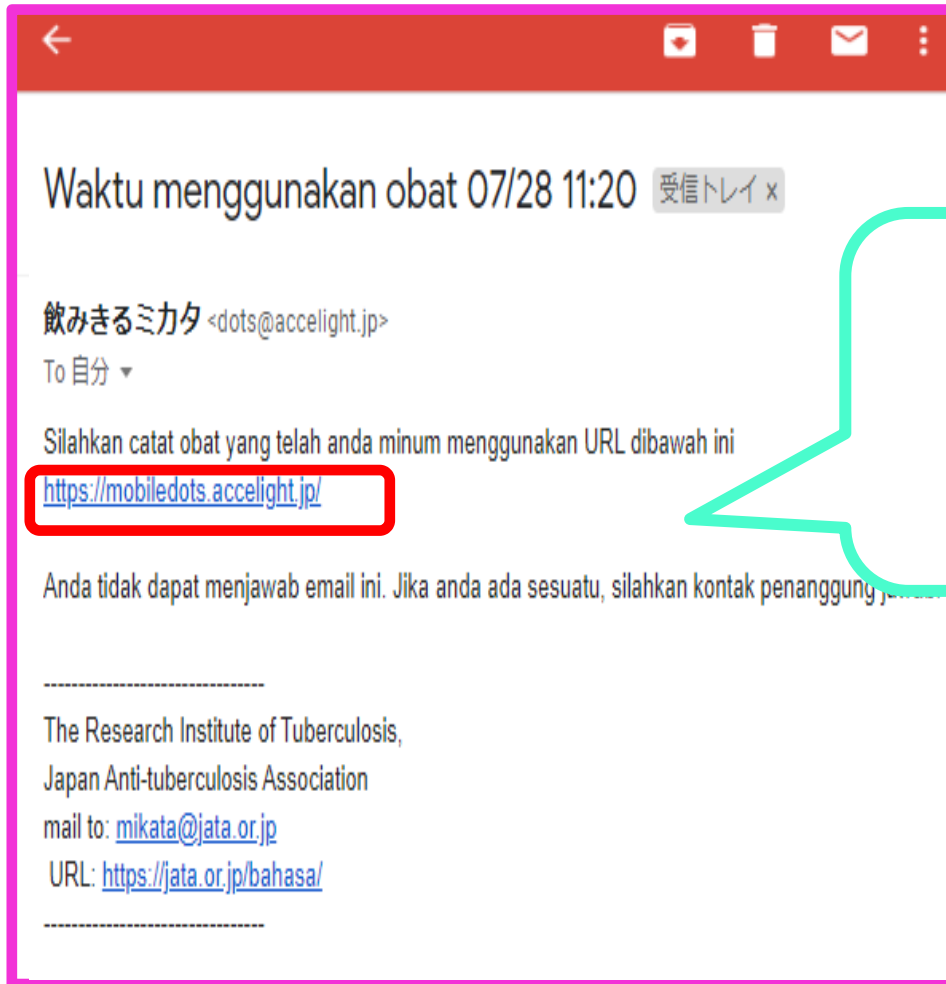 Waktu menggunakan obat 07/28 11:20 受信トレイ x
飲みきるミカタ <dots@accelight.jp>
To 自分
Silahkan catat obat yang telah anda minum menggunakan URL dibawah ini
https://mobiledots.accelight.jp/
Anda tidak dapat menjawab email ini. Jika anda ada sesuatu, silahkan kontak penanggung
--------------------------------
The Research Institute of Tuberculosis,
Japan Anti-tuberculosis Association
mail to: mikata@jata.or.jp
URL: https://jata.or.jp/bahasa/
--------------------------------